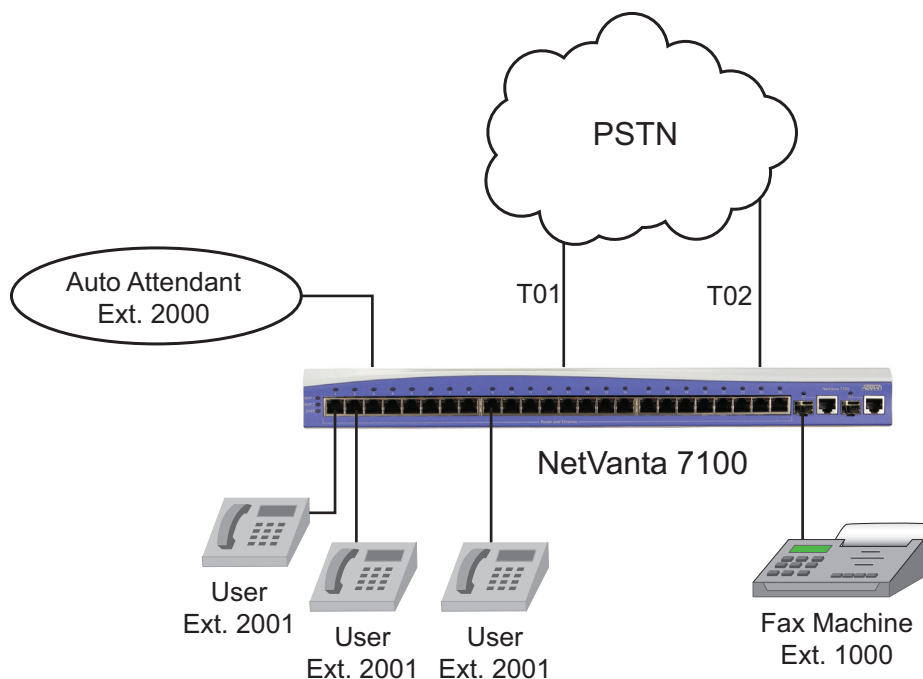 PSTN
Auto Attendant
Ext. 2000
T01
T02
NetVanta 7100
User
Ext. 2001
User
Ext. 2001
User
Ext. 2001
Fax Machine
Ext. 1000